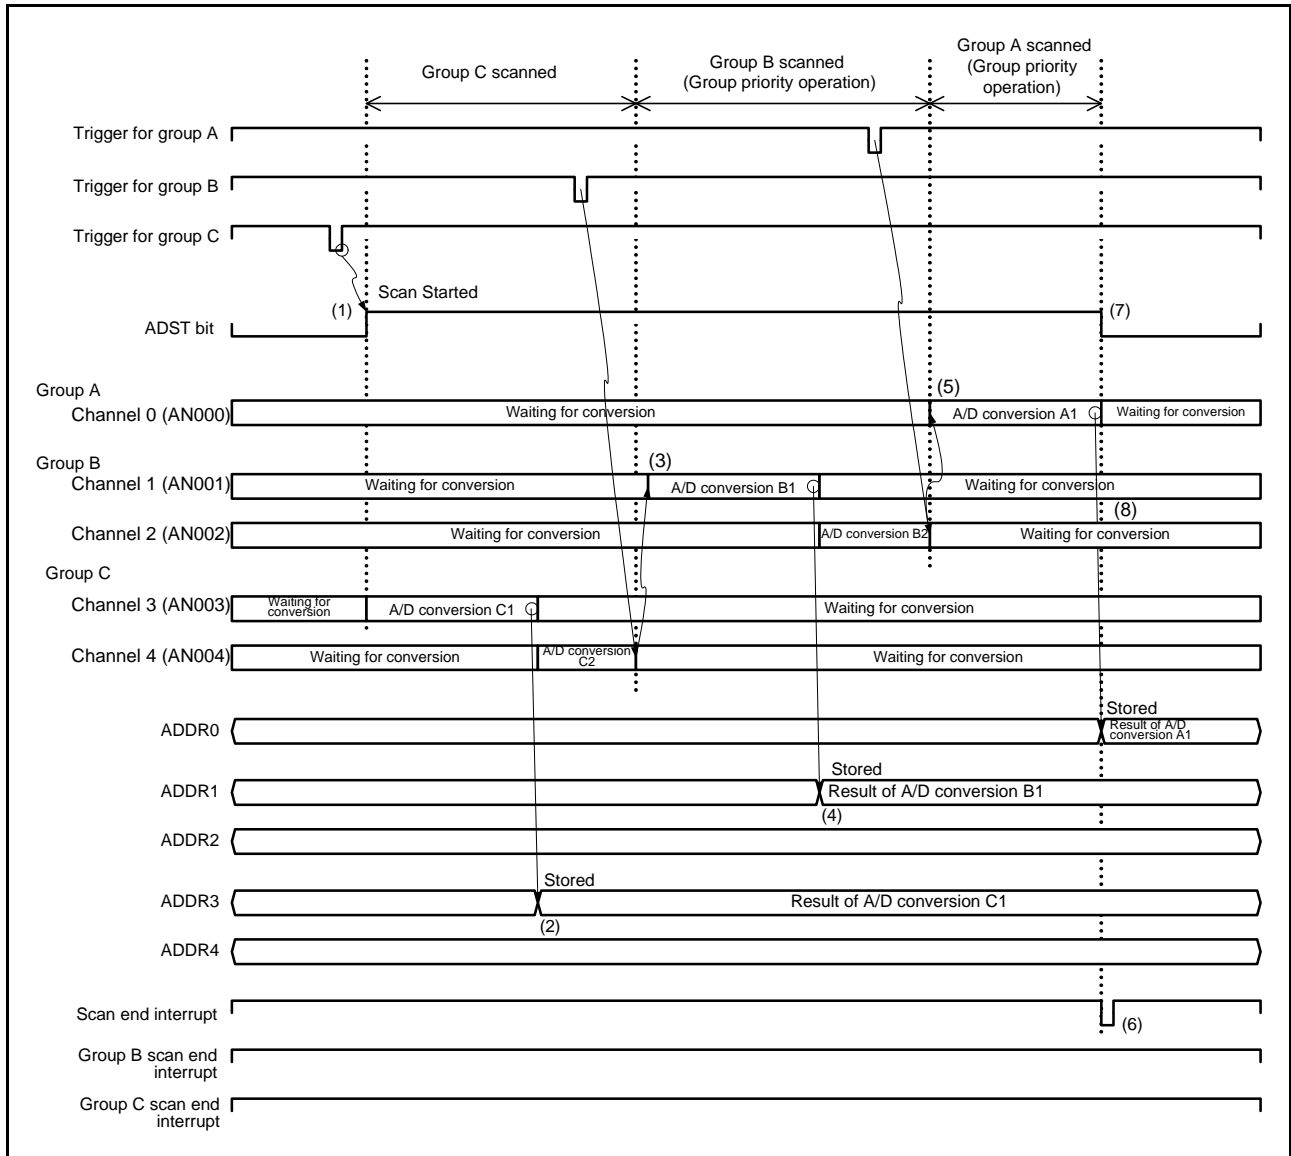 Group C scanned
Group B scanned
(Group priority operation)
Group A scanned
(Group priority
operation)
Trigger for group A
Trigger for group B
Trigger for group C
Scan Started
(1)
(7)
ADST bit
Group A
(5)
Channel 0 (AN000)
Waiting for conversion
A/D conversion A1
Waiting for conversion
Group B
(3)
Channel 1 (AN001)
Waiting for conversion
A/D conversion B1
Waiting for conversion
(8)
Channel 2 (AN002)
Waiting for conversion
A/D conversion B2
Waiting for conversion
Group C
Channel 3 (AN003)
Waiting for
conversion
A/D conversion C1
Waiting for conversion
Channel 4 (AN004)
Waiting for conversion
A/D conversion
C2
Waiting for conversion
Stored
ADDR0
Result of A/D
conversion A1
Stored
ADDR1
Result of A/D conversion B1
(4)
ADDR2
Stored
ADDR3
Result of A/D conversion C1
(2)
ADDR4
Scan end interrupt
(6)
Group B scan end
interrupt
Group C scan end
interrupt